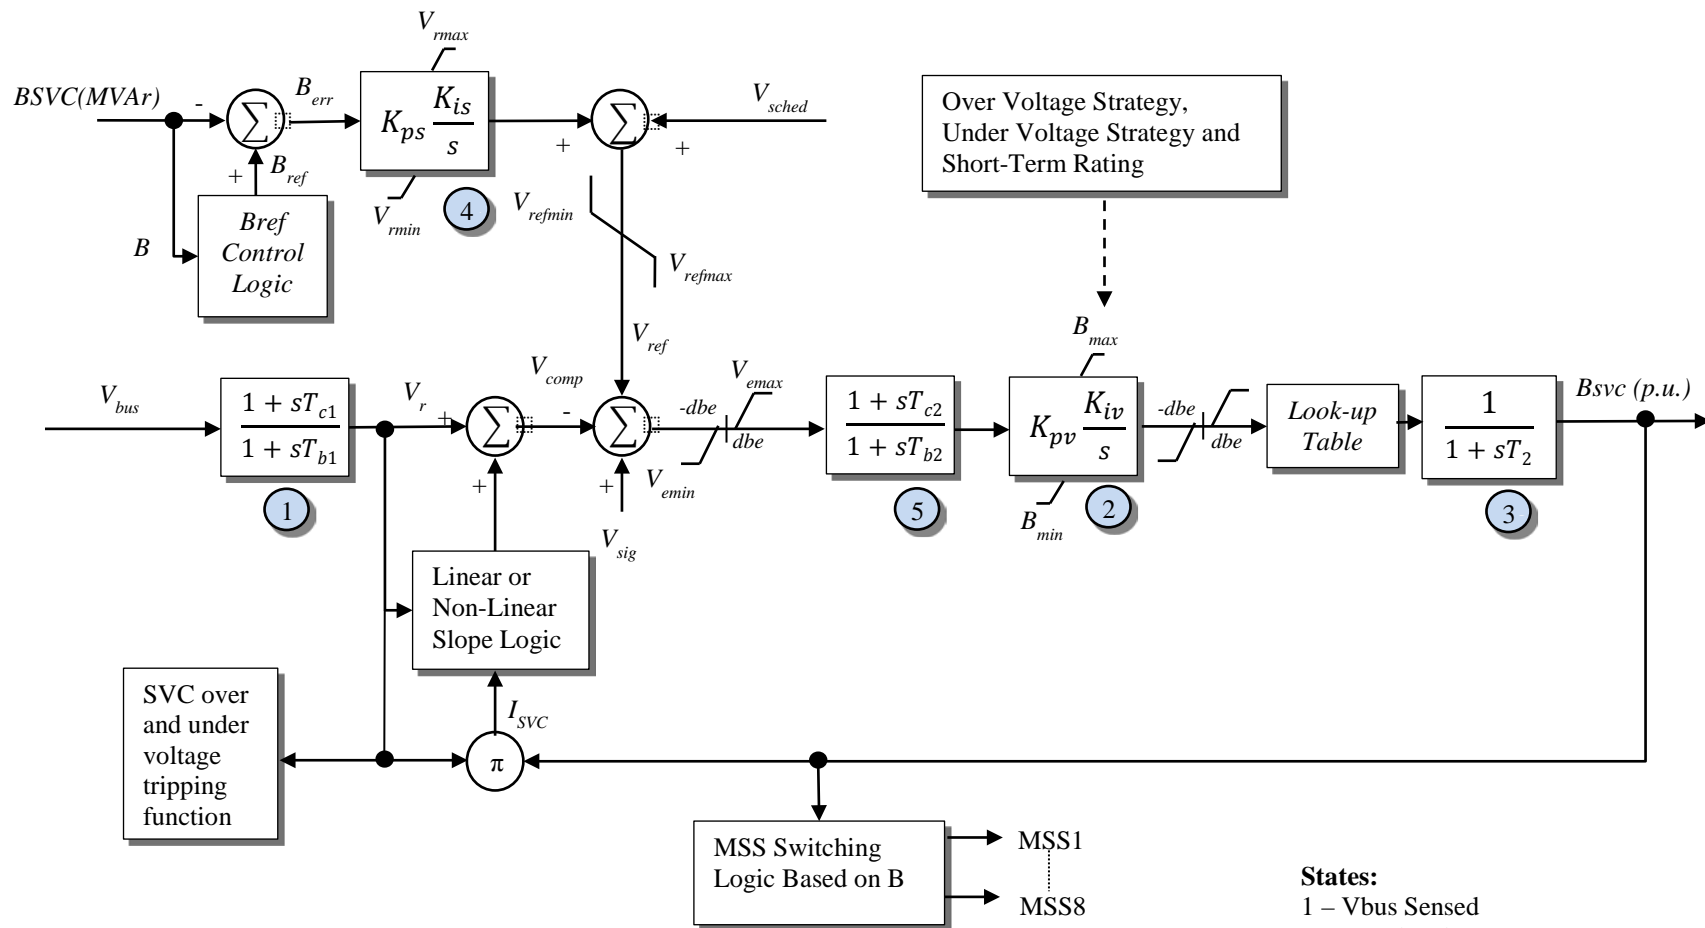 V_rmax
BSVC(MVAr)
-
Σ
B_err
K_ps K_is/s
Σ
V_sched
+
+
+
B_ref
V_rmin
4
Bref
Control
Logic
B
V_refmin
V_refmax
V_ref
Over Voltage Strategy,
Under Voltage Strategy and
Short-Term Rating
B_max
V_bus
1 + sT_c1
1 + sT_b1
1
V_r
+
Σ
+
V_comp
-
Σ
+
V_sig
-dbe
V_emax
dbe
V_emin
1 + sT_c2
1 + sT_b2
5
K_pv K_iv/s
B_min
2
-dbe
dbe
Look-up
Table
1
1 + sT_2
3
Bsvc (p.u.)
Linear or
Non-Linear
Slope Logic
I_SVC
π
SVC over
and under
voltage
tripping
function
MSS Switching
Logic Based on B
MSS1
MSS8
States:
1 – Vbus Sensed